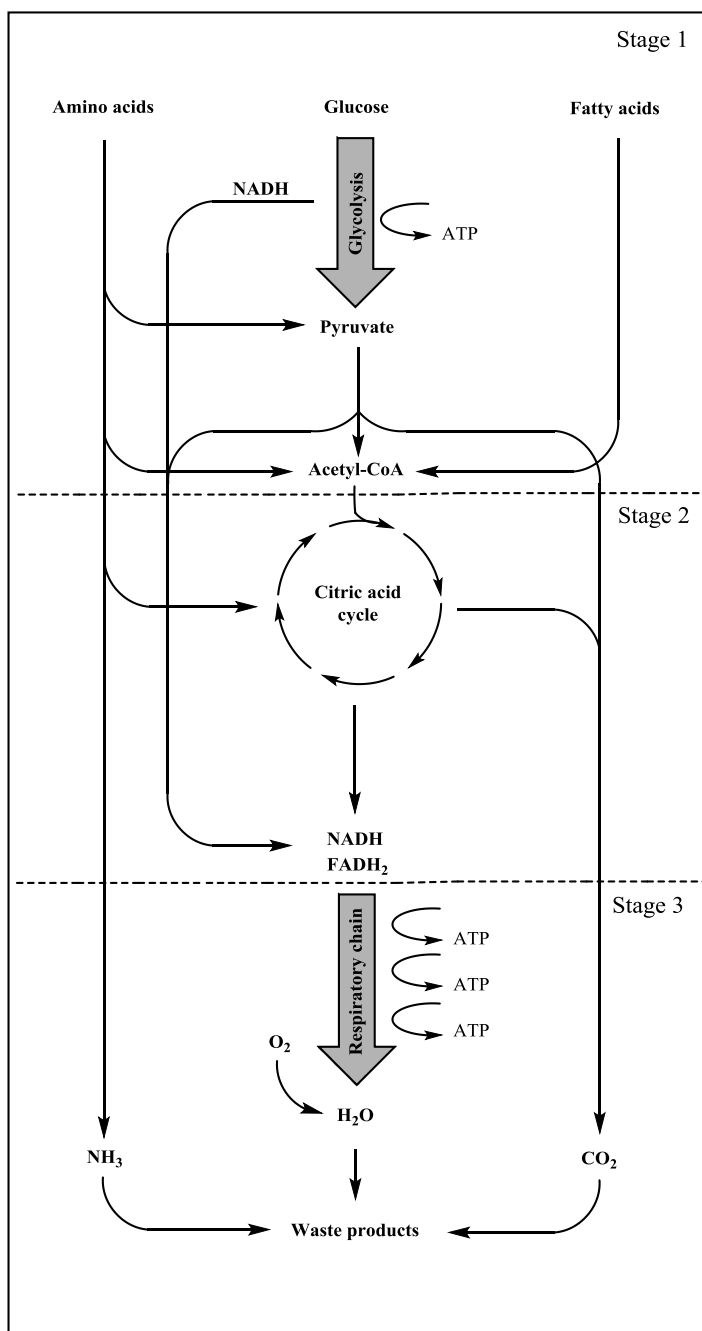 Stage 1
Amino acids
Glucose
Fatty acids
NADH
Glycolysis
ATP
Pyruvate
Acetyl-CoA
Stage 2
Citric acid
cycle
NADH
FADH₂
Stage 3
Respiratory chain
ATP
ATP
ATP
O₂
H₂O
NH₃
CO₂
Waste products